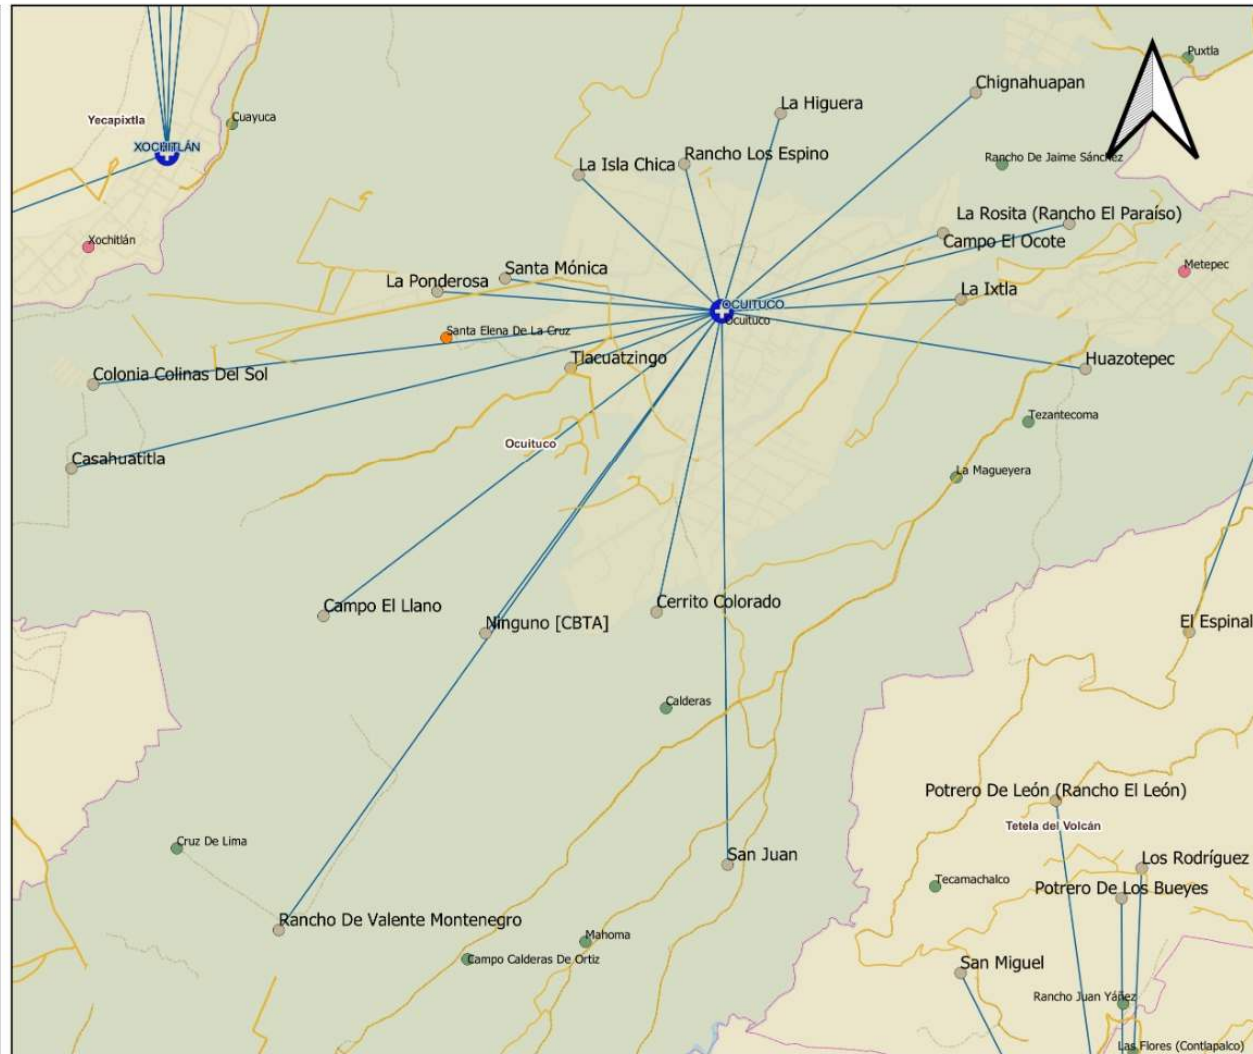 Puxtla
Chignahuapan
La Higuera
Yecapixtla
Cuayuca
XOCHITLÁN
La Isla Chica
Rancho Los Espino
Rancho De Jaime Sánchez
La Rosita (Rancho El Paraíso)
Campo El Ocote
Xochitlán
Metepec
Santa Mónica
La Ponderosa
La Ixtla
OCUITUCO
Ocuituco
Santa Elena De La Cruz
Tlacuatzingo
Huazotepec
Colonia Colinas Del Sol
Tezantecoma
Ocuituco
Casahuatitla
La Magueyera
Campo El Llano
Cerrito Colorado
Ninguno [CBTA]
El Espinal
Calderas
Potrero De León (Rancho El León)
Tetela del Volcán
Cruz De Lima
San Juan
Los Rodríguez
Tecamachalco
Potrero De Los Bueyes
Rancho De Valente Montenegro
Mahoma
Campo Calderas De Ortiz
San Miguel
Rancho Juan Yáñez
Las Flores (Contlapalco)